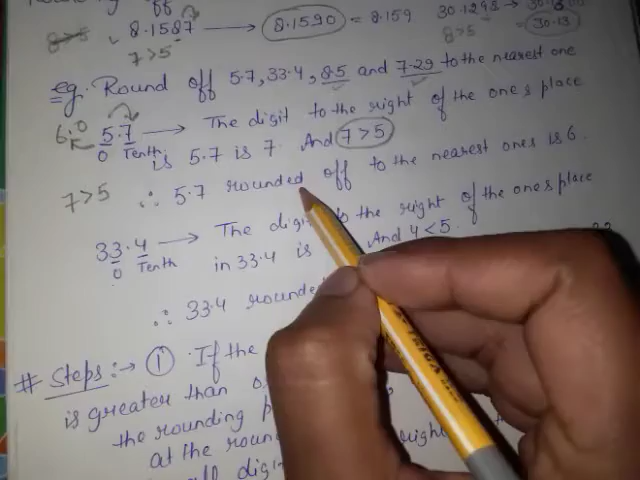 8.1587 → 8.1590 = 8.159
30.1298 →
7>5
8>5
30.13
eg. Round off 5.7, 33.4, 8.5 and 7.29 to the nearest one
6.0
5.7 → The digit to the right of the ones place
O Tenth is 5.7 is 7. And 7>5
7>5 ∴ 5.7 rounded off to the nearest ones is 6.
33.4 → The digit to the right of the ones place
O Tenth in 33.4 is And 4<5.
33
∴ 33.4 rounded
# Steps:→ ① If the
is greater than
the rounding
at the right
digi